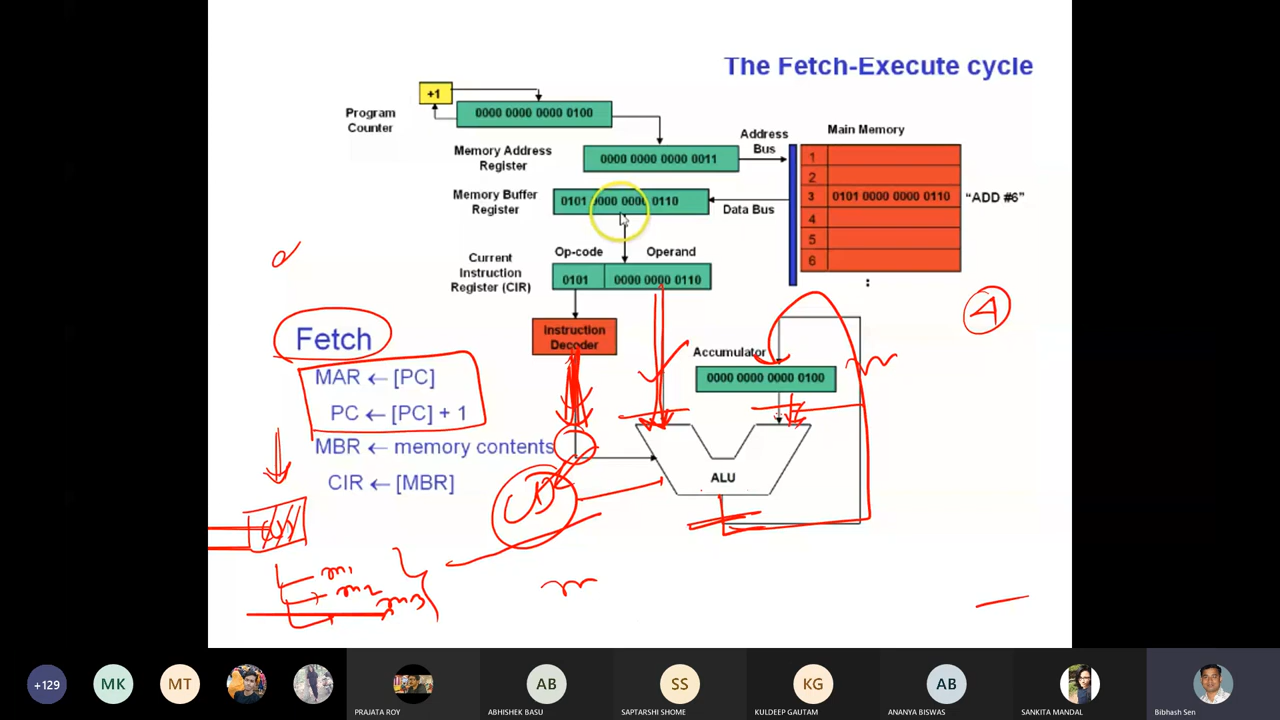 The Fetch-Execute cycle
+1
Program
Counter
0000 0000 0000 0100
Memory Address
Register
0000 0000 0000 0011
Address
Bus
Main Memory
1
2
3 0101 0000 0000 0110 “ADD #6”
4
5
6
:
Memory Buffer
Register
0101 0000 0000 0110
Data Bus
Op-code Operand
Current
Instruction
Register (CIR)
0101 0000 0000 0110
Instruction
Decoder
Accumulator
0000 0000 0000 0100
ALU
Fetch
MAR ← [PC]
PC ← [PC] + 1
MBR ← memory contents
CIR ← [MBR]
m1
m2
m3
+129
MK
MT
PRAJATA ROY
AB
ABHISHEK BASU
SS
SAPTARSHI SHOME
KG
KULDEEP GAUTAM
AB
ANANYA BISWAS
SANKITA MANDAL
Bibhash Sen